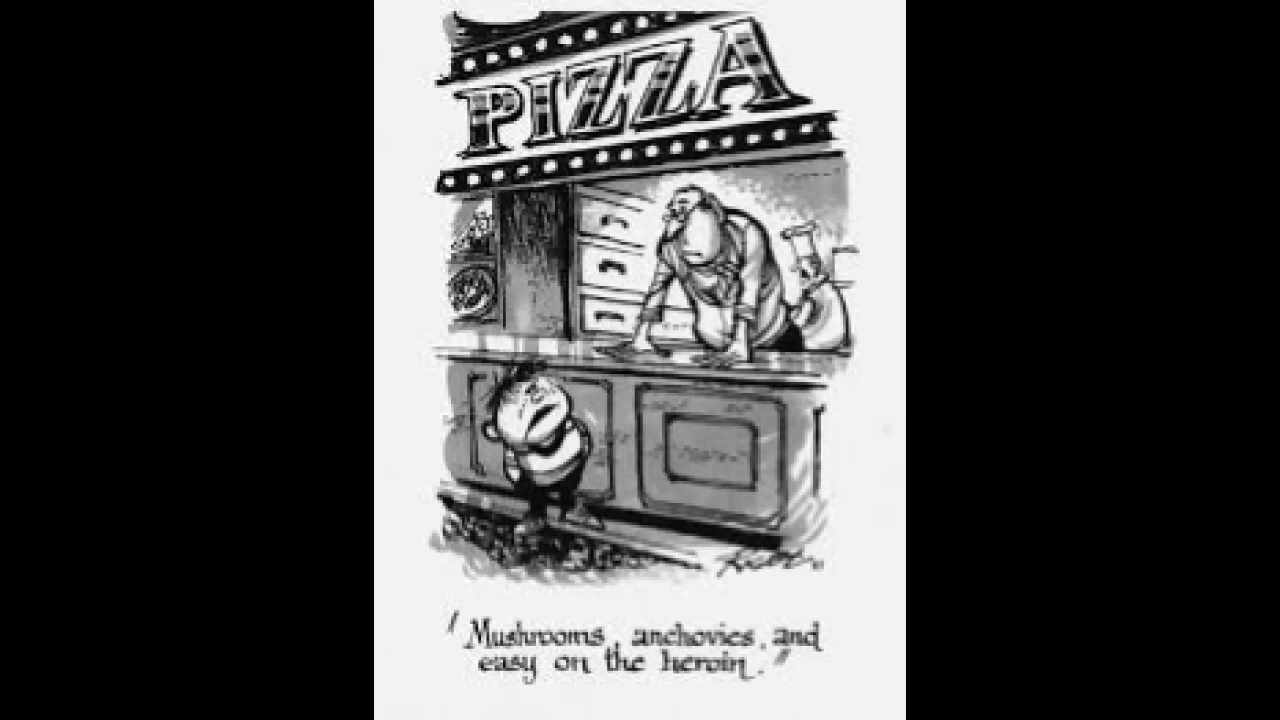 PIZZA
"Mushrooms, anchovies, and
easy on the heroin."